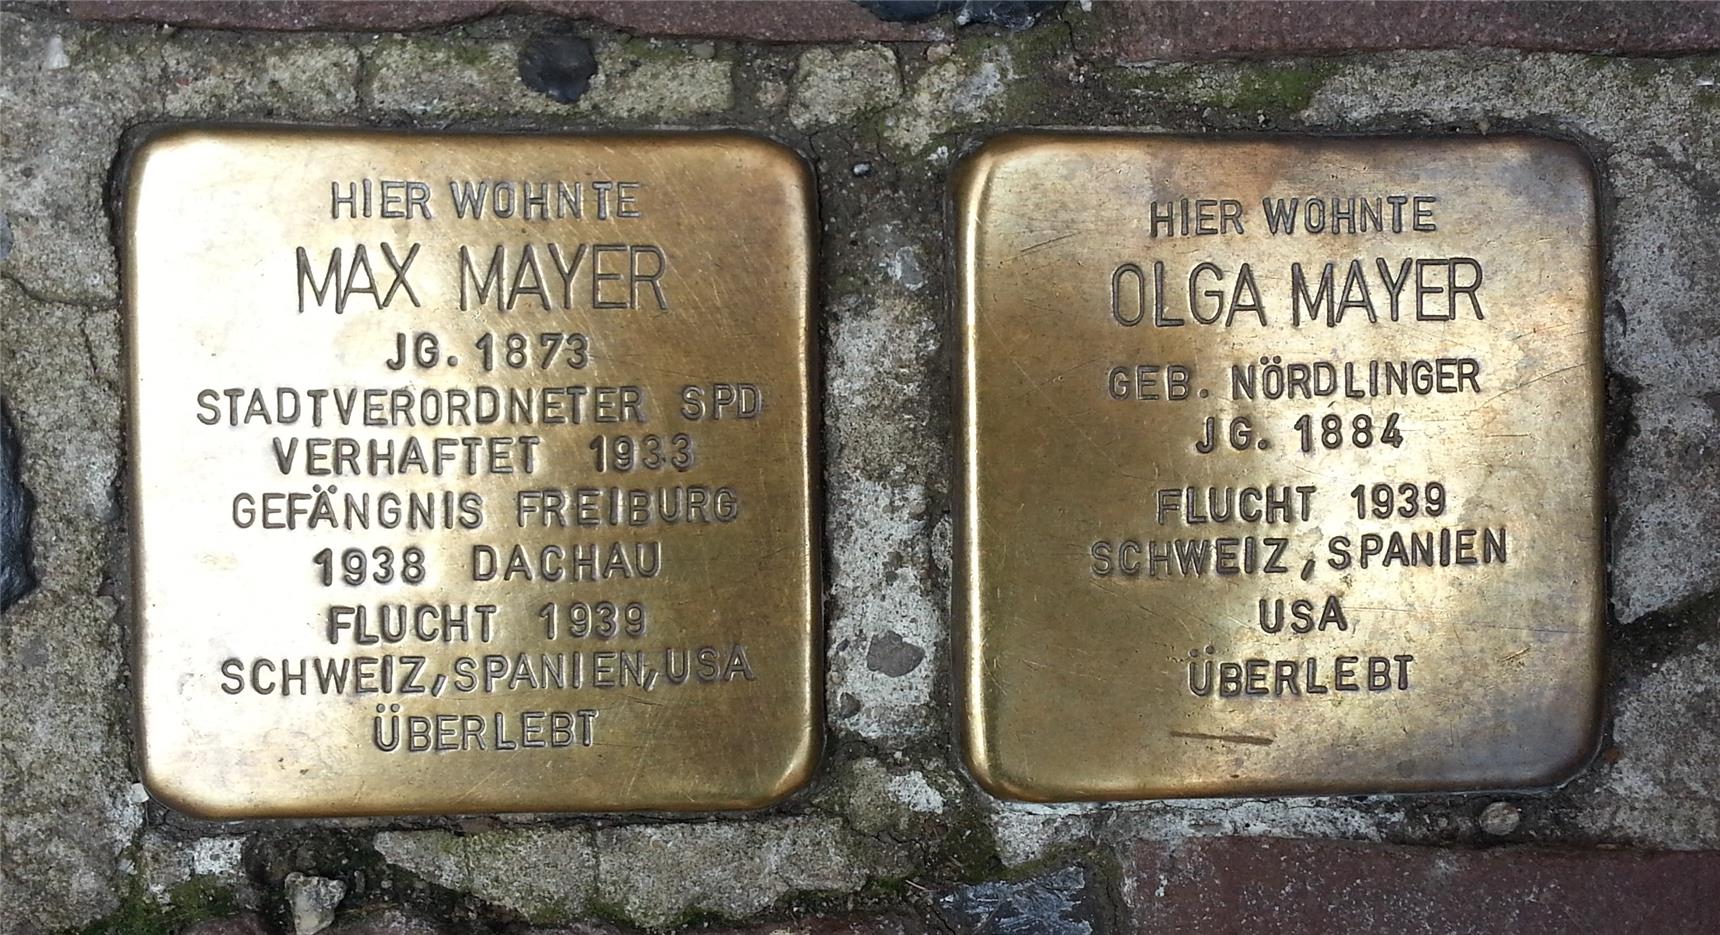 HIER WOHNTE
MAX MAYER
JG. 1873
STADTVERORDNETER SPD
VERHAFTET 1933
GEFÄNGNIS FREIBURG
1938 DACHAU
FLUCHT 1939
SCHWEIZ, SPANIEN, USA
ÜBERLEBT
HIER WOHNTE
OLGA MAYER
GEB. NÖRDLINGER
JG. 1884
FLUCHT 1939
SCHWEIZ, SPANIEN
USA
ÜBERLEBT